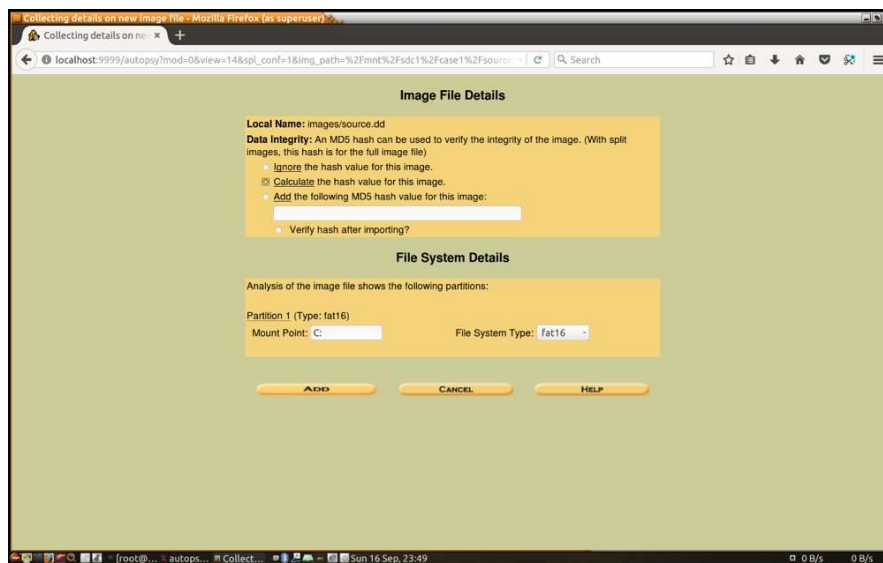 Collecting details on new image file - Mozilla Firefox (as superuser)
Collecting details on ne
localhost:9999/autopsy?mod=0&view=14&spl_conf=1&img_path=%2Fmnt%2Fsdc1%2Fcase1%2Fsource
Search
Image File Details
Local Name: images/source.dd
Data Integrity: An MD5 hash can be used to verify the integrity of the image. (With split
images, this hash is for the full image file)
Ignore the hash value for this image.
Calculate the hash value for this image.
Add the following MD5 hash value for this image:
Verify hash after importing?
File System Details
Analysis of the image file shows the following partitions:
Partition 1 (Type: fat16)
Mount Point: C:
File System Type: fat16
ADD
CANCEL
HELP
[root@... autops... Collect... Sun 16 Sep, 23:49 0 B/s 0 B/s